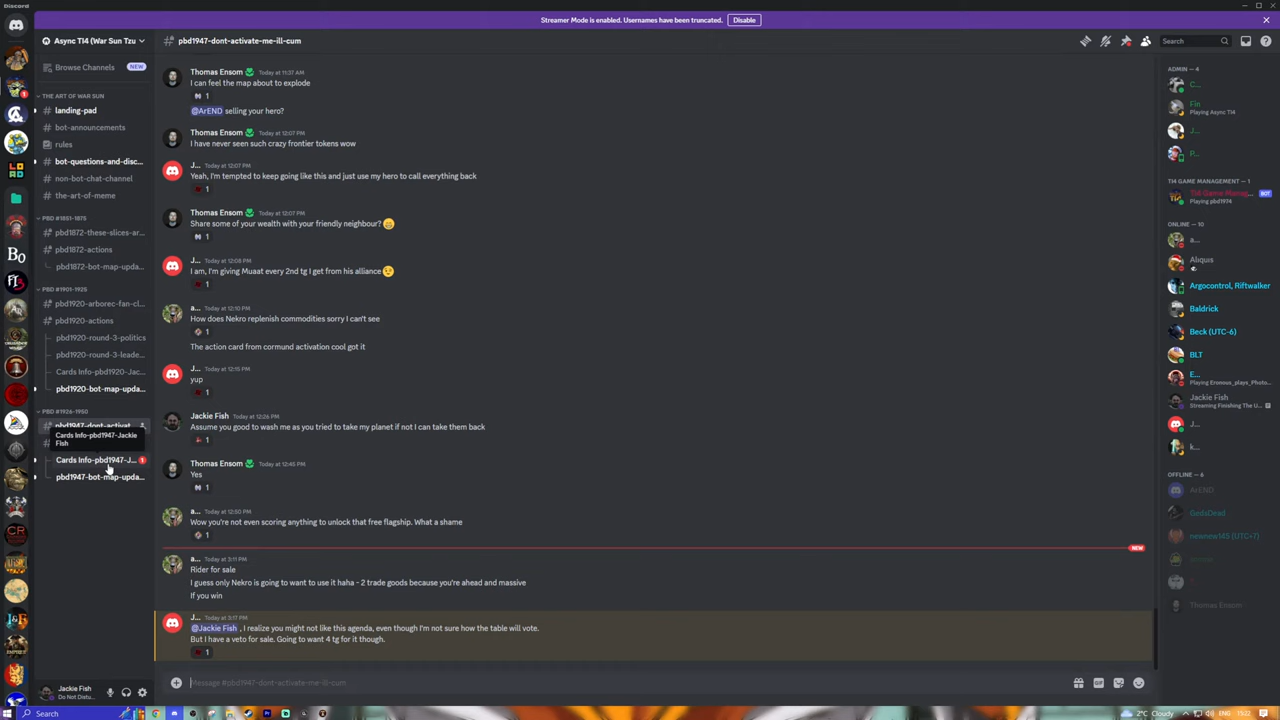 Discord
Streamer Mode is enabled. Usernames have been truncated.
Disable
Async TI4 (War Sun Tzu
pbd1947-dont-activate-me-ill-cum
Search
Browse Channels
NEW
THE ART OF WAR SUN
landing-pad
bot-announcements
rules
bot-questions-and-disc...
non-bot-chat-channel
the-art-of-meme
PBD #1851-1875
pbd1872-these-slices-ar...
pbd1872-actions
pbd1872-bot-map-upda...
PBD #1901-1925
pbd1920-arborec-fan-cl...
pbd1920-actions
pbd1920-round-3-politics
pbd1920-round-3-leade...
Cards Info-pbd1920-Jac...
pbd1920-bot-map-upda...
PBD #1926-1950
pbd1947-dont-activat...
Cards Info-pbd1947-Jackie
Fish
Cards Info-pbd1947-J...
1
pbd1947-bot-map-upda...
Jackie Fish
Do Not Distu...
Thomas Ensom
Today at 11:37 AM
I can feel the map about to explode
1
@ArEND selling your hero?
Thomas Ensom
Today at 12:07 PM
I have never seen such crazy frontier tokens wow
J...
Today at 12:07 PM
Yeah, I'm tempted to keep going like this and just use my hero to call everything back
1
Thomas Ensom
Today at 12:07 PM
Share some of your wealth with your friendly neighbour?
1
J...
Today at 12:08 PM
I am, I'm giving Muaat every 2nd tg I get from his alliance
1
a...
Today at 12:10 PM
How does Nekro replenish commodities sorry I can't see
1
The action card from cormund activation cool got it
J...
Today at 12:15 PM
yup
1
Jackie Fish
Today at 12:26 PM
Assume you good to wash me as you tried to take my planet if not I can take them back
1
Thomas Ensom
Today at 12:45 PM
Yes
1
a...
Today at 12:50 PM
Wow you're not even scoring anything to unlock that free flagship. What a shame
1
NEW
a...
Today at 3:11 PM
Rider for sale
I guess only Nekro is going to want to use it haha - 2 trade goods because you're ahead and massive
If you win
J...
Today at 3:17 PM
@Jackie Fish , I realize you might not like this agenda, even though I'm not sure how the table will vote.
But I have a veto for sale. Going to want 4 tg for it though.
1
Message #pbd1947-dont-activate-me-ill-cum
GIF
ADMIN — 4
C...
Fin
Playing Async TI4
J...
P...
TI4 GAME MANAGEMENT — 1
TI4 Game Manag...
BOT
Playing pbd1974
ONLINE — 10
a...
Aliquis
Argocontrol, Riftwalker
Baldrick
Beck (UTC-6)
BLT
E...
Playing Eronous_plays_Photo...
Jackie Fish
Streaming Finishing The U...
J...
k...
OFFLINE — 6
ArEND
newnew143 (UTC+7)
Thomas Ensom
Search
2°C Cloudy
ENG